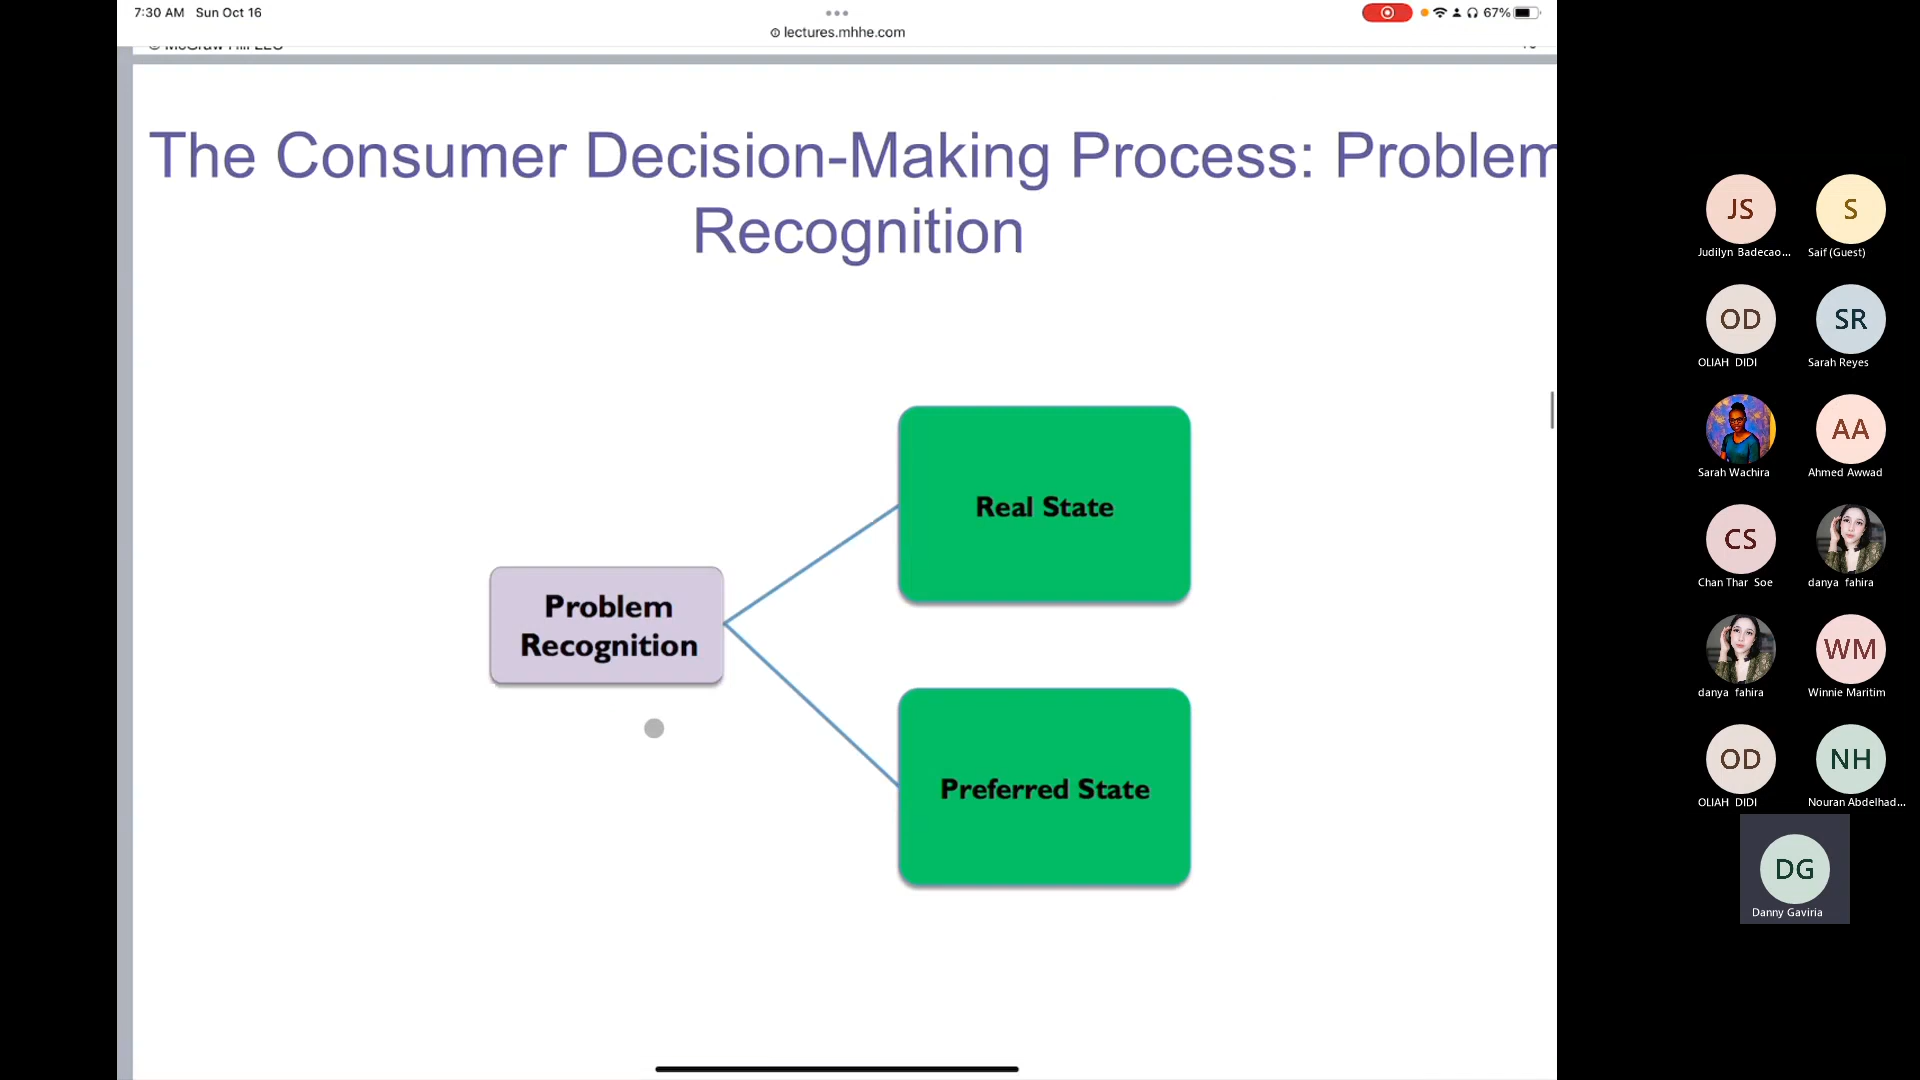 7:30 AM Sun Oct 16
lectures.mhhe.com
67%
© McGraw Hill LLC
The Consumer Decision-Making Process: Problem
Recognition
Real State
Problem
Recognition
Preferred State
JS
S
Judilyn Badecao...
Saif (Guest)
OD
SR
OLIAH DIDI
Sarah Reyes
AA
Sarah Wachira
Ahmed Awwad
CS
Chan Thar Soe
danya fahira
WM
danya fahira
Winnie Maritim
OD
NH
OLIAH DIDI
Nouran Abdelhad...
DG
Danny Gaviria